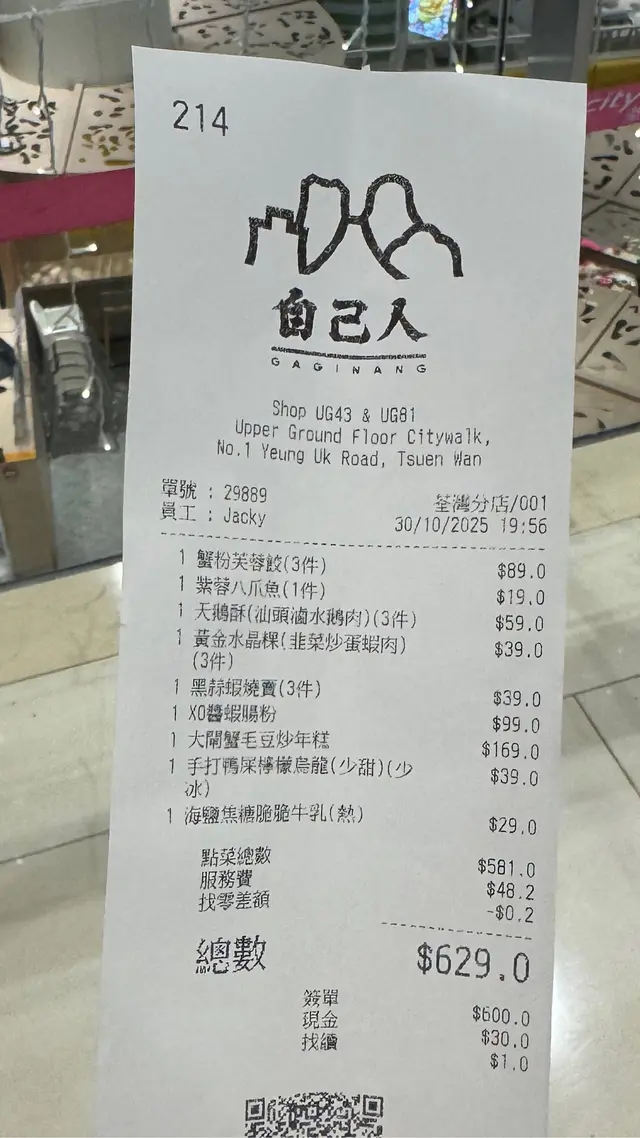 214
自己人
GAGINANG
Shop UG43 & UG81
Upper Ground Floor Citywalk,
No.1 Yeung Uk Road, Tsuen Wan
單號 : 29889
荃灣分店/001
員工 : Jacky
30/10/2025 19:56
1 蟹粉芙蓉餃(3件) $89.0
1 紫蓉八爪魚(1件) $19.0
1 天鵝酥(汕頭滷水鵝肉)(3件) $59.0
1 黃金水晶粿(韭菜炒蛋蝦肉) $39.0
(3件)
1 黑蒜蝦燒賣(3件) $39.0
1 XO醬蝦腸粉 $99.0
1 大閘蟹毛豆炒年糕 $169.0
1 手打鴨屎檸檬烏龍(少甜)(少 $39.0
冰)
1 海鹽焦糖脆脆牛乳(熱) $29.0
點菜總數 $581.0
服務費 $48.2
找零差額 -$0.2
總數 $629.0
簽單 $600.0
現金 $30.0
找續 $1.0
city